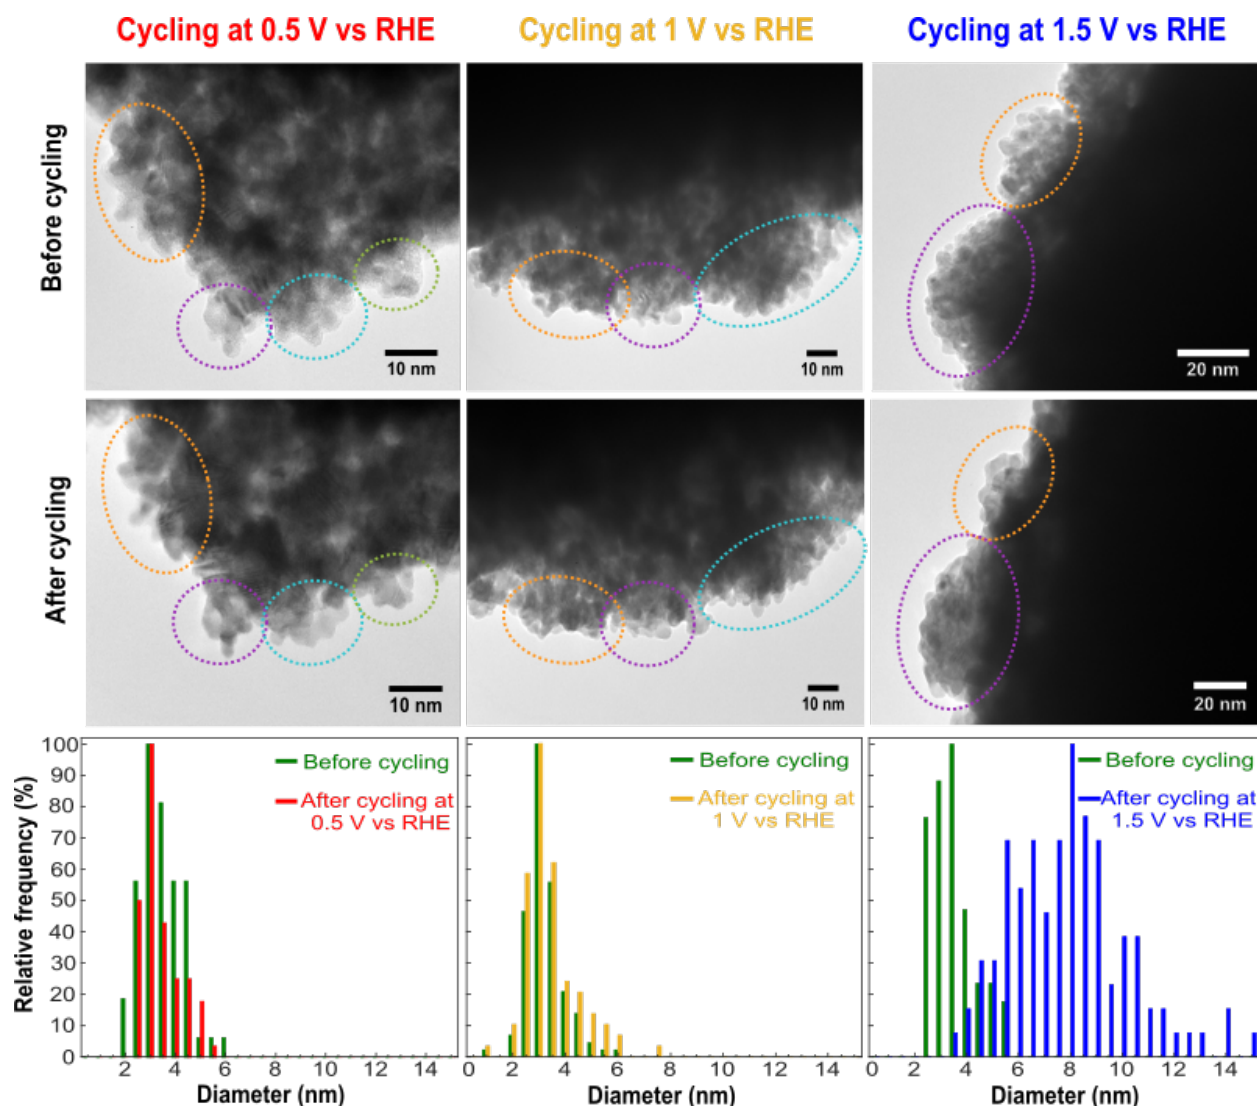 Cycling at 0.5 V vs RHE
Cycling at 1 V vs RHE
Cycling at 1.5 V vs RHE
Before cycling
10 nm
10 nm
20 nm
After cycling
10 nm
10 nm
20 nm
Relative frequency (%)
100
90
80
70
60
50
40
30
20
10
0
Before cycling
After cycling at
0.5 V vs RHE
2 4 6 8 10 12 14
Diameter (nm)
Before cycling
After cycling at
1 V vs RHE
0 2 4 6 8 10 12 14
Diameter (nm)
Before cycling
After cycling at
1.5 V vs RHE
0 2 4 6 8 10 12 14
Diameter (nm)